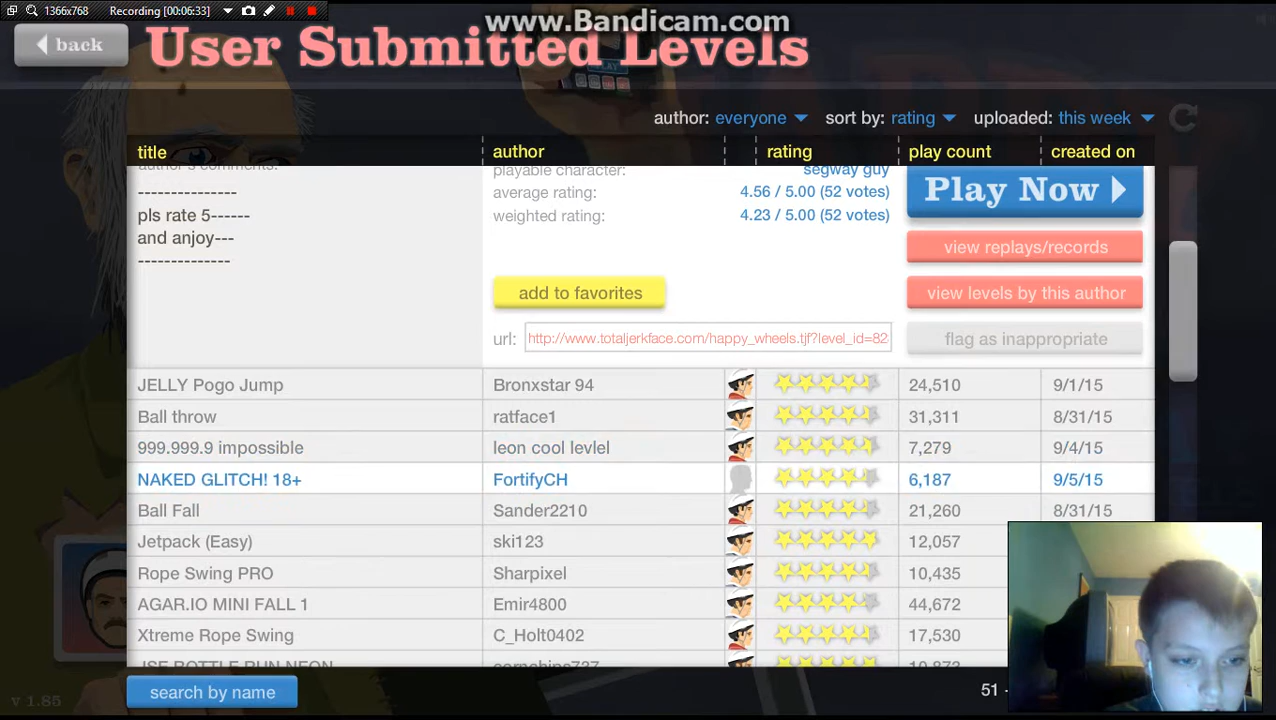 1366x768 Recording [00:06:33]
www.Bandicam.com
back User Submitted Levels
author: everyone sort by: rating uploaded: this week
title author rating play count created on
author's comments: playable character: segway guy Play Now
--------------- average rating: 4.56 / 5.00 (52 votes)
pls rate 5------ weighted rating: 4.23 / 5.00 (52 votes)
and anjoy--- view replays/records
--------------
add to favorites view levels by this author
url: http://www.totaljerkface.com/happy_wheels.tjf?level_id=82 flag as inappropriate
JELLY Pogo Jump Bronxstar 94 24,510 9/1/15
Ball throw ratface1 31,311 8/31/15
999.999.9 impossible leon cool levlel 7,279 9/4/15
NAKED GLITCH! 18+ FortifyCH 6,187 9/5/15
Ball Fall Sander2210 21,260 8/31/15
Jetpack (Easy) ski123 12,057
Rope Swing PRO Sharpixel 10,435
AGAR.IO MINI FALL 1 Emir4800 44,672
Xtreme Rope Swing C_Holt0402 17,530
BOTTLE RUN NEON
search by name 51 -
v 1.85